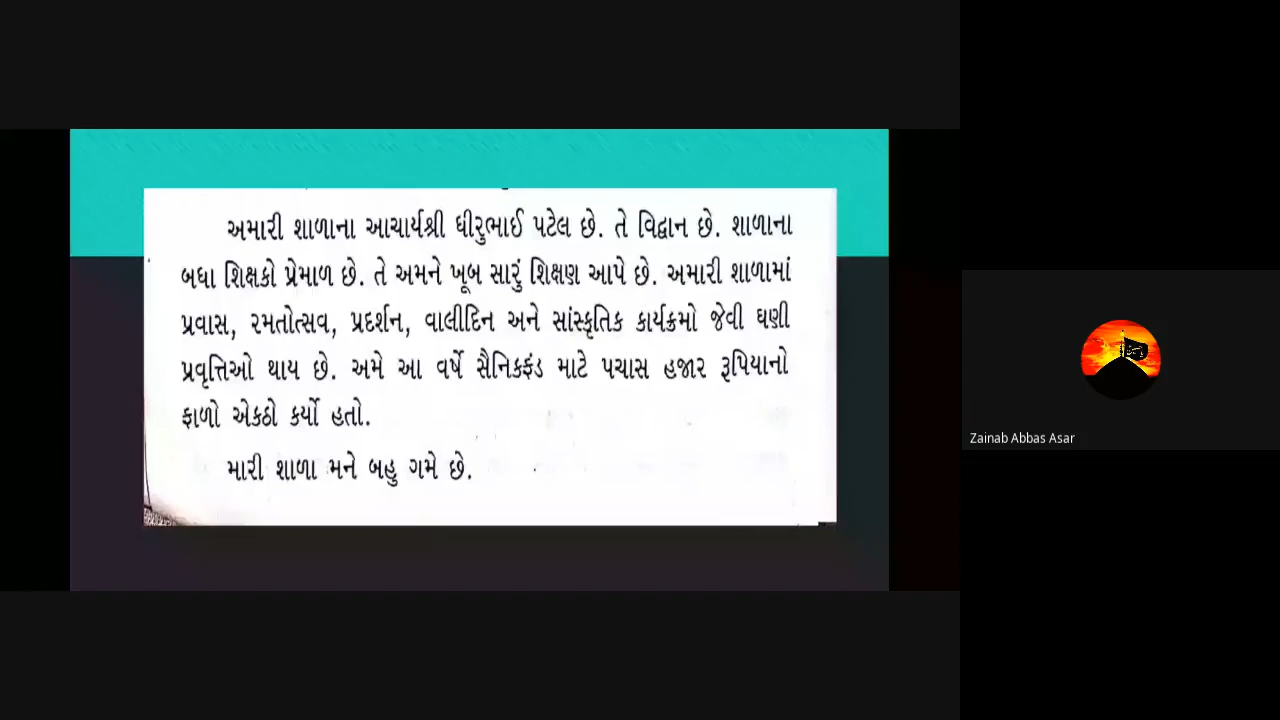 અમારી શાળાના આચાર્યશ્રી ધીરુભાઈ પટેલ છે. તે વિદ્વાન છે. શાળાના
બધા શિક્ષકો પ્રેમાળ છે. તે અમને ખૂબ સારું શિક્ષણ આપે છે. અમારી શાળામાં
પ્રવાસ, રમતોત્સવ, પ્રદર્શન, વાલીદિન અને સાંસ્કૃતિક કાર્યક્રમો જેવી ઘણી
પ્રવૃત્તિઓ થાય છે. અમે આ વર્ષે સૈનિકફંડ માટે પચાસ હજાર રૂપિયાનો
ફાળો એકઠો કર્યો હતો.
મારી શાળા મને બહુ ગમે છે.
Zainab Abbas Asar